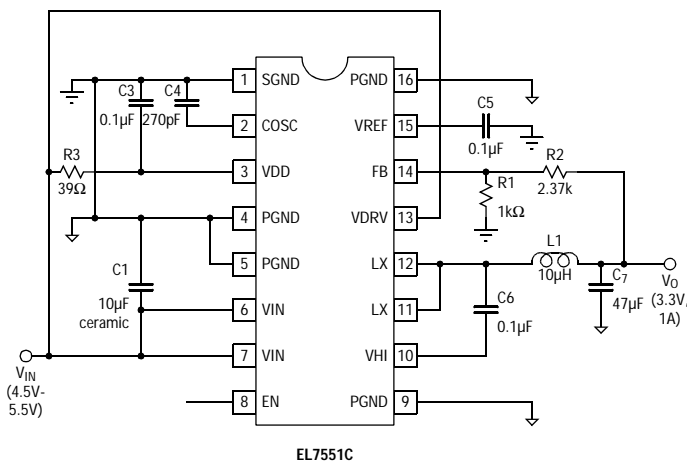 1 SGND PGND 16
C3 C4 C5
0.1µF 270pF
2 COSC VREF 15
0.1µF
R3 R2
3 VDD FB 14
39Ω R1 2.37k
1kΩ
4 PGND VDRV 13
L1
5 PGND LX 12
10µH C7
C1 VO
10µF C6 47µF (3.3V,
6 VIN LX 11
ceramic 0.1µF 1A)
7 VIN VHI 10
VIN
(4.5V-
5.5V)
8 EN PGND 9
EL7551C